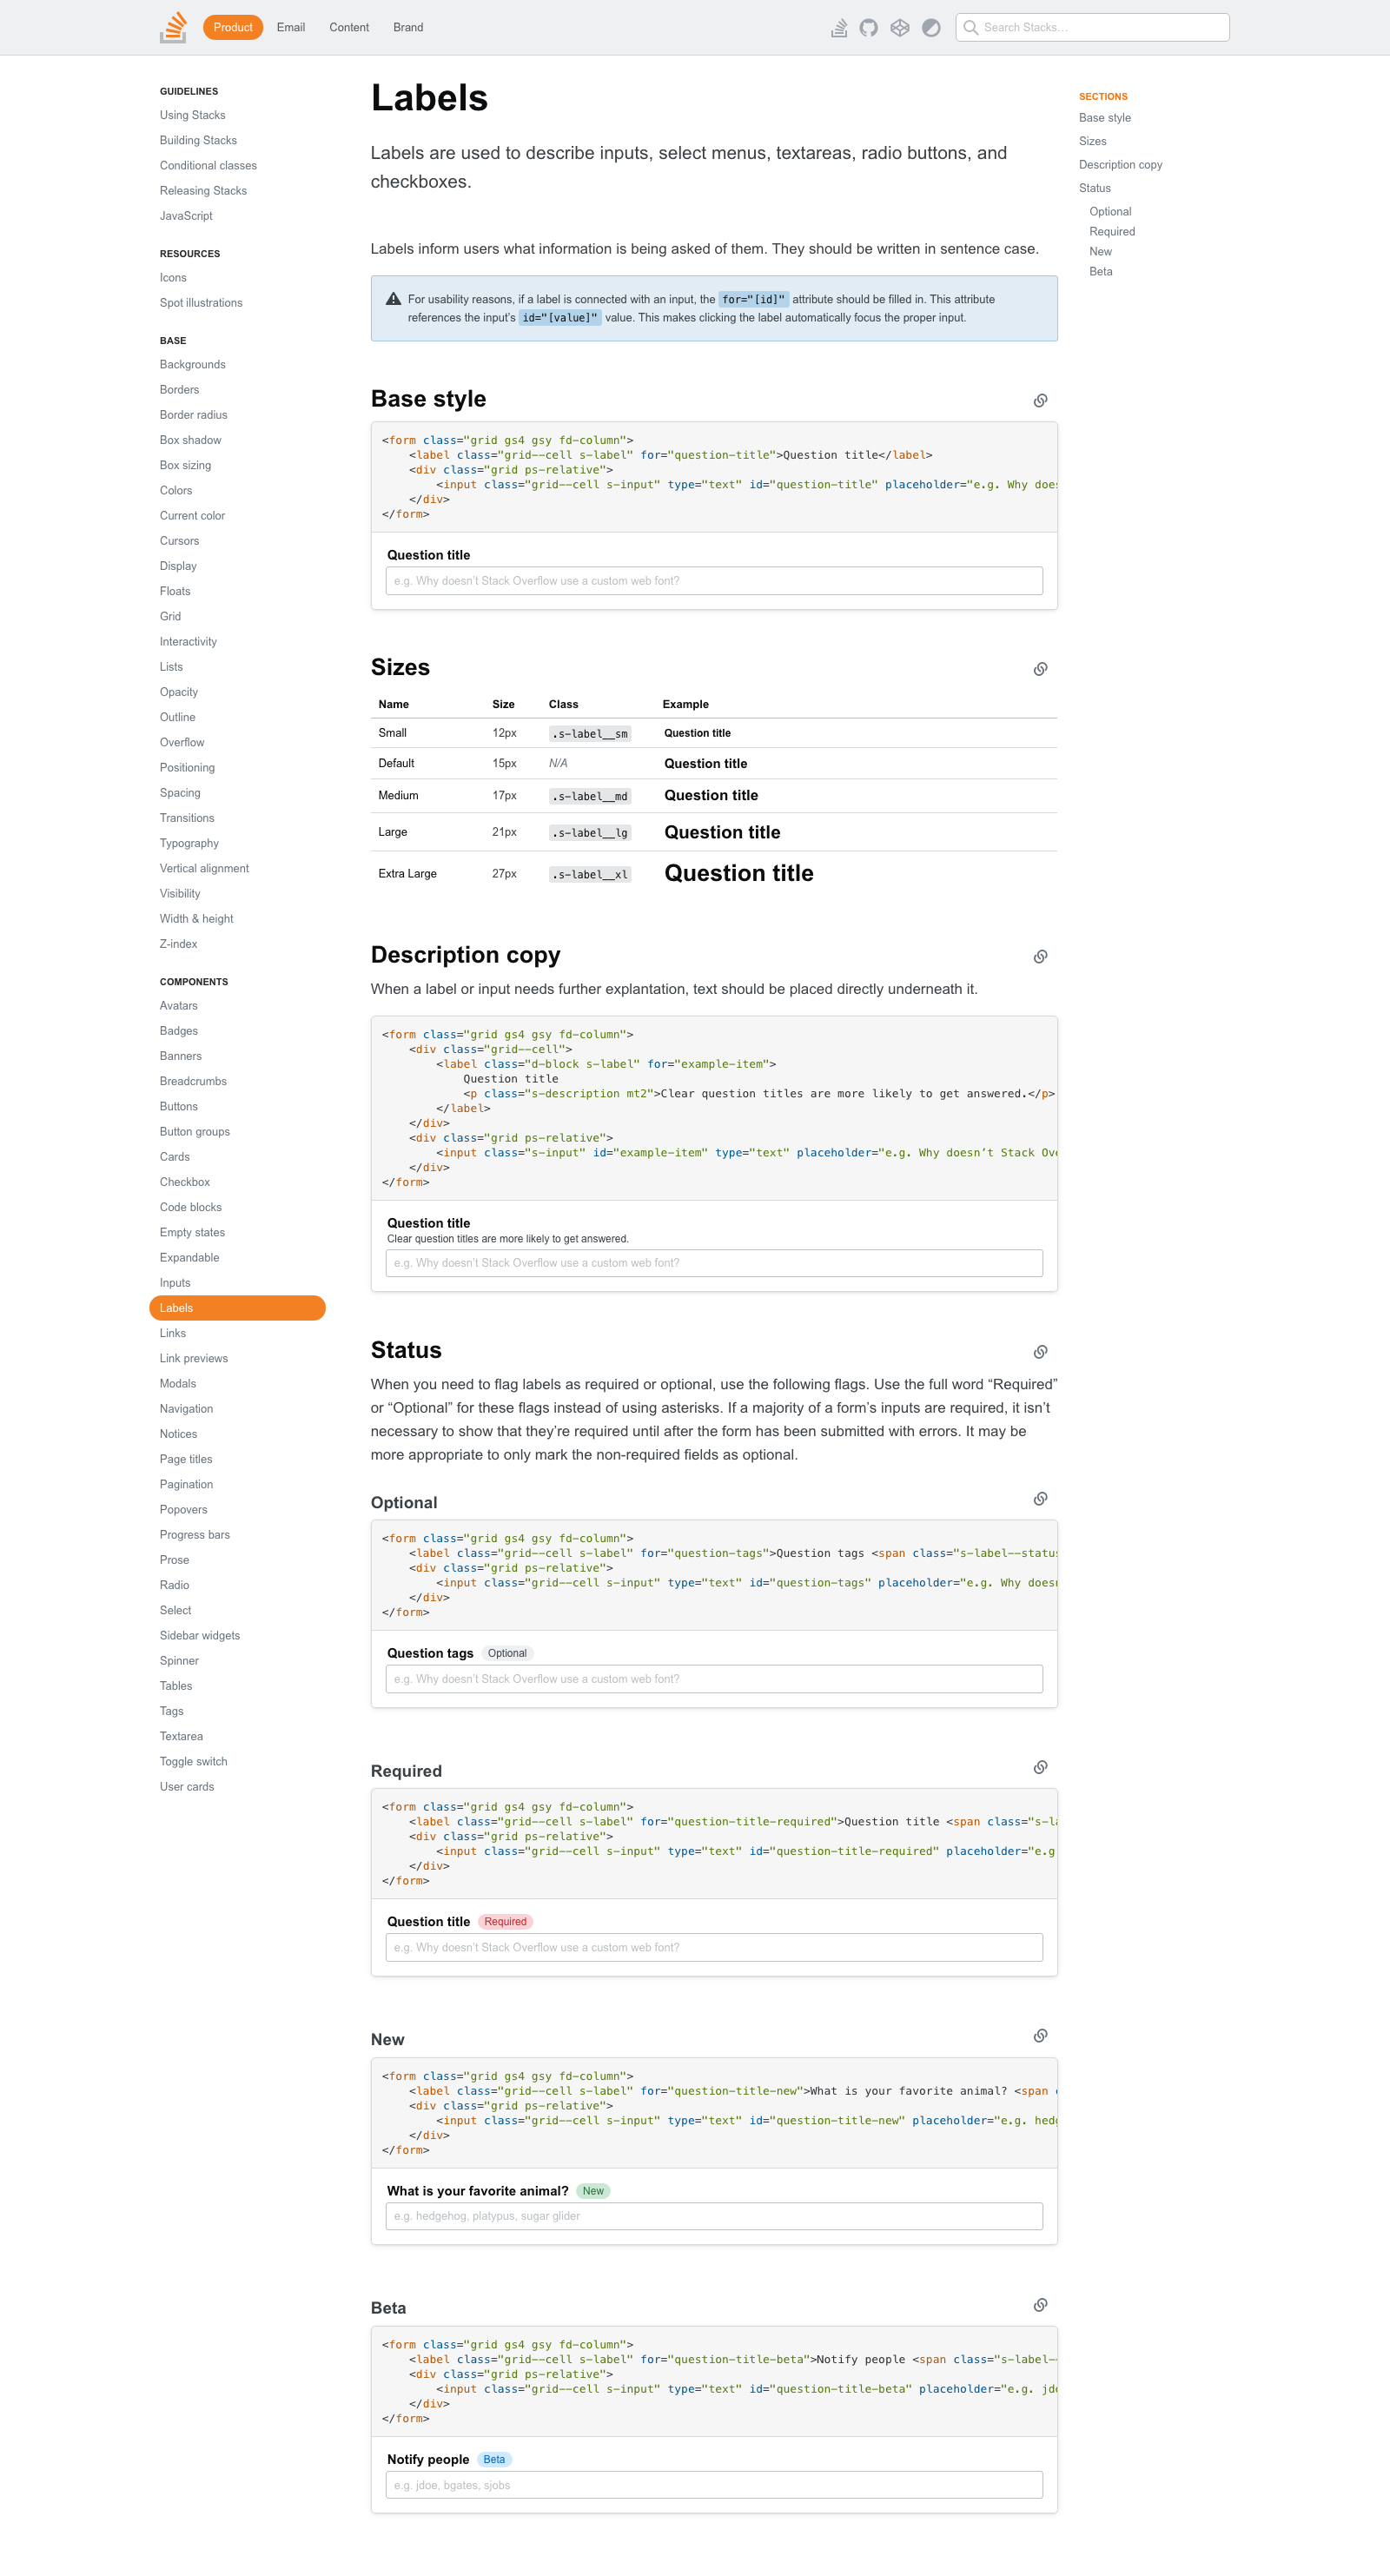 Product Email Content Brand
Search Stacks…
GUIDELINES
Using Stacks
Building Stacks
Conditional classes
Releasing Stacks
JavaScript
RESOURCES
Icons
Spot illustrations
BASE
Backgrounds
Borders
Border radius
Box shadow
Box sizing
Colors
Current color
Cursors
Display
Floats
Grid
Interactivity
Lists
Opacity
Outline
Overflow
Positioning
Spacing
Transitions
Typography
Vertical alignment
Visibility
Width & height
Z-index
COMPONENTS
Avatars
Badges
Banners
Breadcrumbs
Buttons
Button groups
Cards
Checkbox
Code blocks
Empty states
Expandable
Inputs
Labels
Links
Link previews
Modals
Navigation
Notices
Page titles
Pagination
Popovers
Progress bars
Prose
Radio
Select
Sidebar widgets
Spinner
Tables
Tags
Textarea
Toggle switch
User cards
Labels
Labels are used to describe inputs, select menus, textareas, radio buttons, and
checkboxes.
Labels inform users what information is being asked of them. They should be written in sentence case.
For usability reasons, if a label is connected with an input, the for="[id]" attribute should be filled in. This attribute
references the input’s id="[value]" value. This makes clicking the label automatically focus the proper input.
Base style
<form class="grid gs4 gsy fd-column">
<label class="grid--cell s-label" for="question-title">Question title</label>
<div class="grid ps-relative">
<input class="grid--cell s-input" type="text" id="question-title" placeholder="e.g. Why does
</div>
</form>
Question title
e.g. Why doesn’t Stack Overflow use a custom web font?
Sizes
Name Size Class Example
Small 12px .s-label__sm Question title
Default 15px N/A Question title
Medium 17px .s-label__md Question title
Large 21px .s-label__lg Question title
Extra Large 27px .s-label__xl Question title
Description copy
When a label or input needs further explantation, text should be placed directly underneath it.
<form class="grid gs4 gsy fd-column">
<div class="grid--cell">
<label class="d-block s-label" for="example-item">
Question title
<p class="s-description mt2">Clear question titles are more likely to get answered.</p>
</label>
</div>
<div class="grid ps-relative">
<input class="s-input" id="example-item" type="text" placeholder="e.g. Why doesn’t Stack Ove
</div>
</form>
Question title
Clear question titles are more likely to get answered.
e.g. Why doesn’t Stack Overflow use a custom web font?
Status
When you need to flag labels as required or optional, use the following flags. Use the full word “Required”
or “Optional” for these flags instead of using asterisks. If a majority of a form’s inputs are required, it isn’t
necessary to show that they’re required until after the form has been submitted with errors. It may be
more appropriate to only mark the non-required fields as optional.
Optional
<form class="grid gs4 gsy fd-column">
<label class="grid--cell s-label" for="question-tags">Question tags <span class="s-label--status
<div class="grid ps-relative">
<input class="grid--cell s-input" type="text" id="question-tags" placeholder="e.g. Why doesn
</div>
</form>
Question tags Optional
e.g. Why doesn’t Stack Overflow use a custom web font?
Required
<form class="grid gs4 gsy fd-column">
<label class="grid--cell s-label" for="question-title-required">Question title <span class="s-la
<div class="grid ps-relative">
<input class="grid--cell s-input" type="text" id="question-title-required" placeholder="e.g
</div>
</form>
Question title Required
e.g. Why doesn’t Stack Overflow use a custom web font?
New
<form class="grid gs4 gsy fd-column">
<label class="grid--cell s-label" for="question-title-new">What is your favorite animal? <span c
<div class="grid ps-relative">
<input class="grid--cell s-input" type="text" id="question-title-new" placeholder="e.g. hedg
</div>
</form>
What is your favorite animal? New
e.g. hedgehog, platypus, sugar glider
Beta
<form class="grid gs4 gsy fd-column">
<label class="grid--cell s-label" for="question-title-beta">Notify people <span class="s-label-
<div class="grid ps-relative">
<input class="grid--cell s-input" type="text" id="question-title-beta" placeholder="e.g. jdo
</div>
</form>
Notify people Beta
e.g. jdoe, bgates, sjobs
SECTIONS
Base style
Sizes
Description copy
Status
Optional
Required
New
Beta